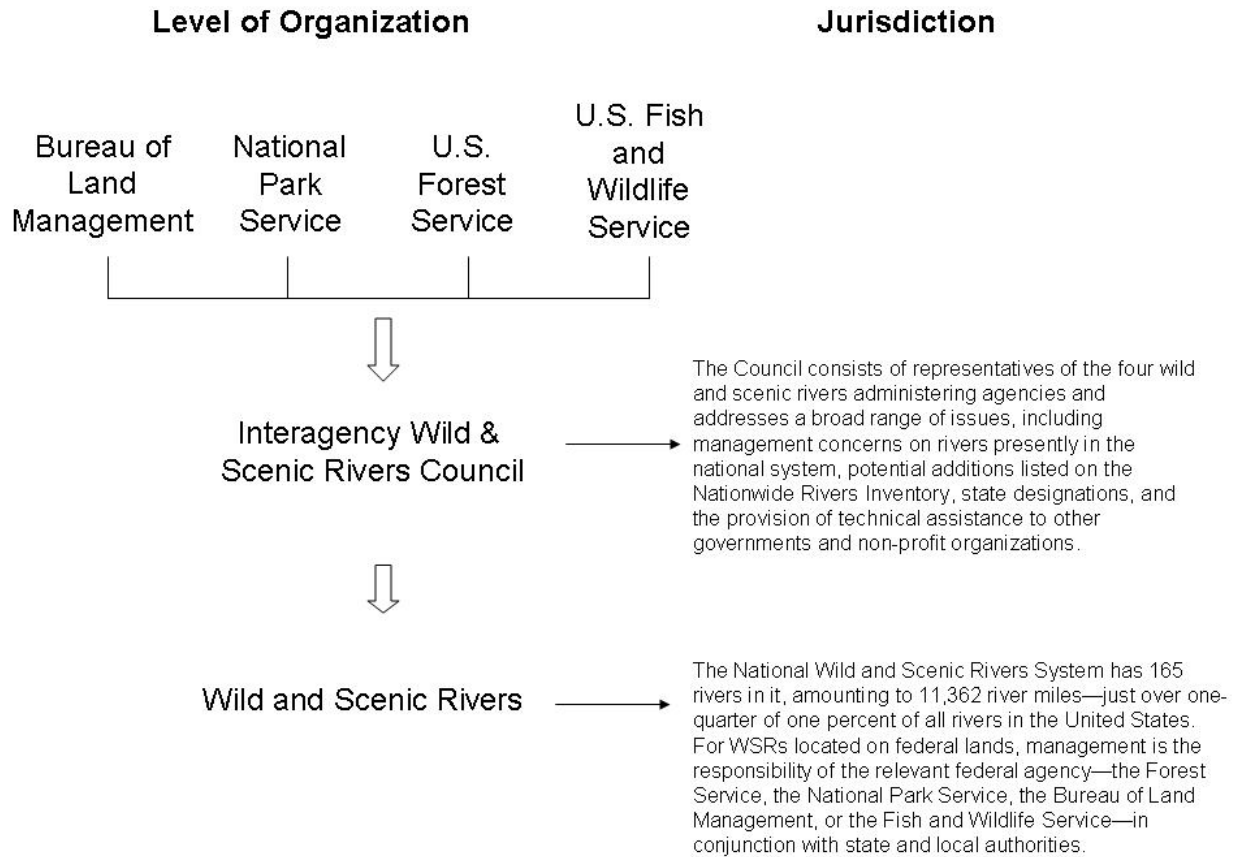 Level of Organization
Jurisdiction
Bureau of
Land
Management
National
Park
Service
U.S.
Forest
Service
U.S. Fish
and
Wildlife
Service
Interagency Wild &
Scenic Rivers Council
The Council consists of representatives of the four wild
and scenic rivers administering agencies and
addresses a broad range of issues, including
management concerns on rivers presently in the
national system, potential additions listed on the
Nationwide Rivers Inventory, state designations, and
the provision of technical assistance to other
governments and non-profit organizations.
Wild and Scenic Rivers
The National Wild and Scenic Rivers System has 165
rivers in it, amounting to 11,362 river miles—just over one-
quarter of one percent of all rivers in the United States.
For WSRs located on federal lands, management is the
responsibility of the relevant federal agency—the Forest
Service, the National Park Service, the Bureau of Land
Management, or the Fish and Wildlife Service—in
conjunction with state and local authorities.